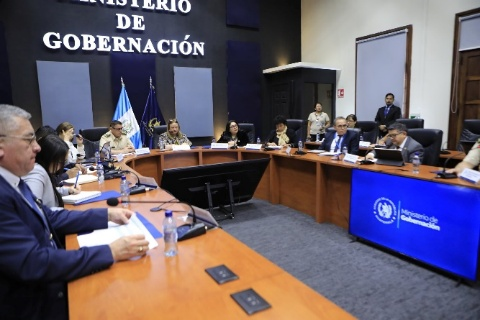 MINISTERIO
DE
GOBERNACIÓN
Ministerio de
Gobernación